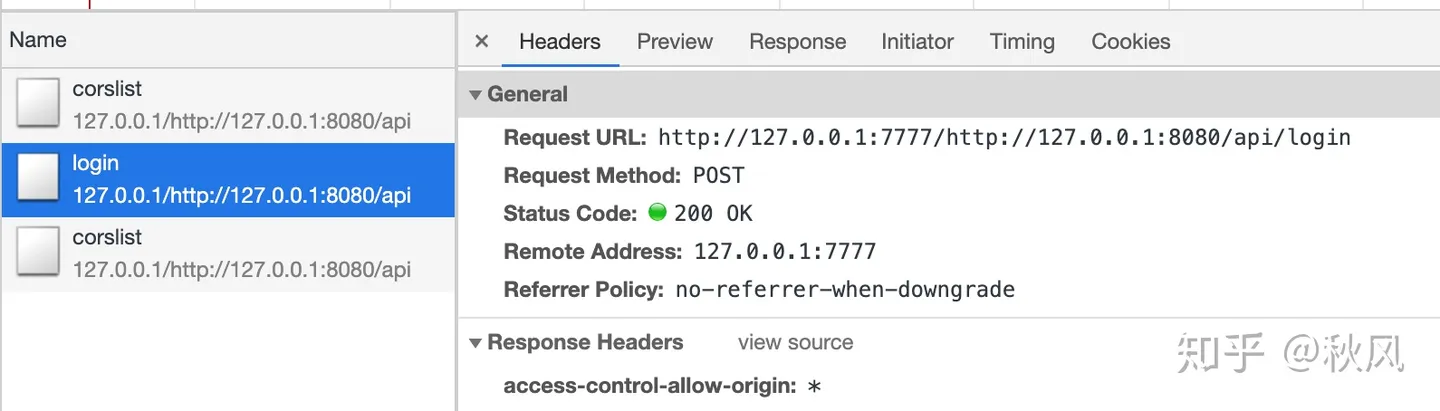 Name
× Headers Preview Response Initiator Timing Cookies
corslist
127.0.0.1/http://127.0.0.1:8080/api
login
127.0.0.1/http://127.0.0.1:8080/api
corslist
127.0.0.1/http://127.0.0.1:8080/api
General
Request URL: http://127.0.0.1:7777/http://127.0.0.1:8080/api/login
Request Method: POST
Status Code: 200 OK
Remote Address: 127.0.0.1:7777
Referrer Policy: no-referrer-when-downgrade
Response Headers view source
access-control-allow-origin: *
知乎 @秋风